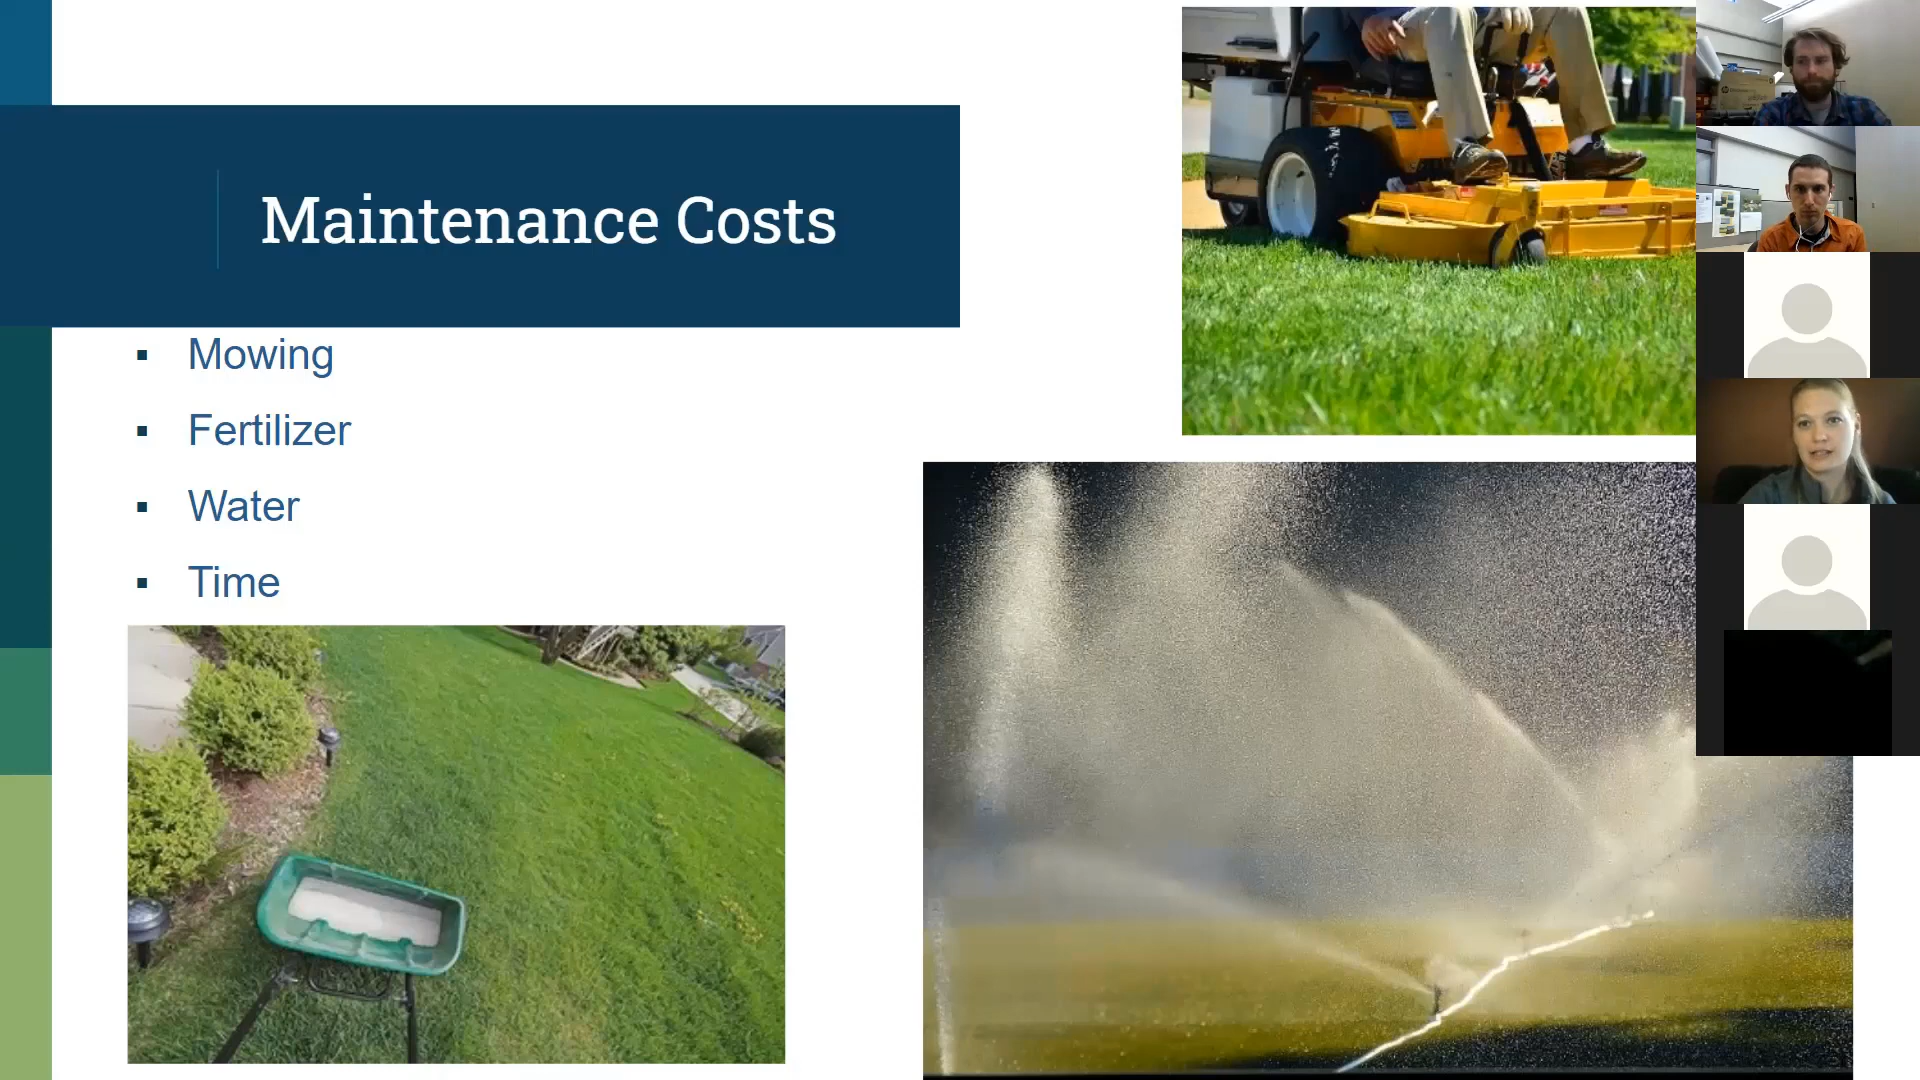 Maintenance Costs
▪ Mowing
▪ Fertilizer
▪ Water
▪ Time